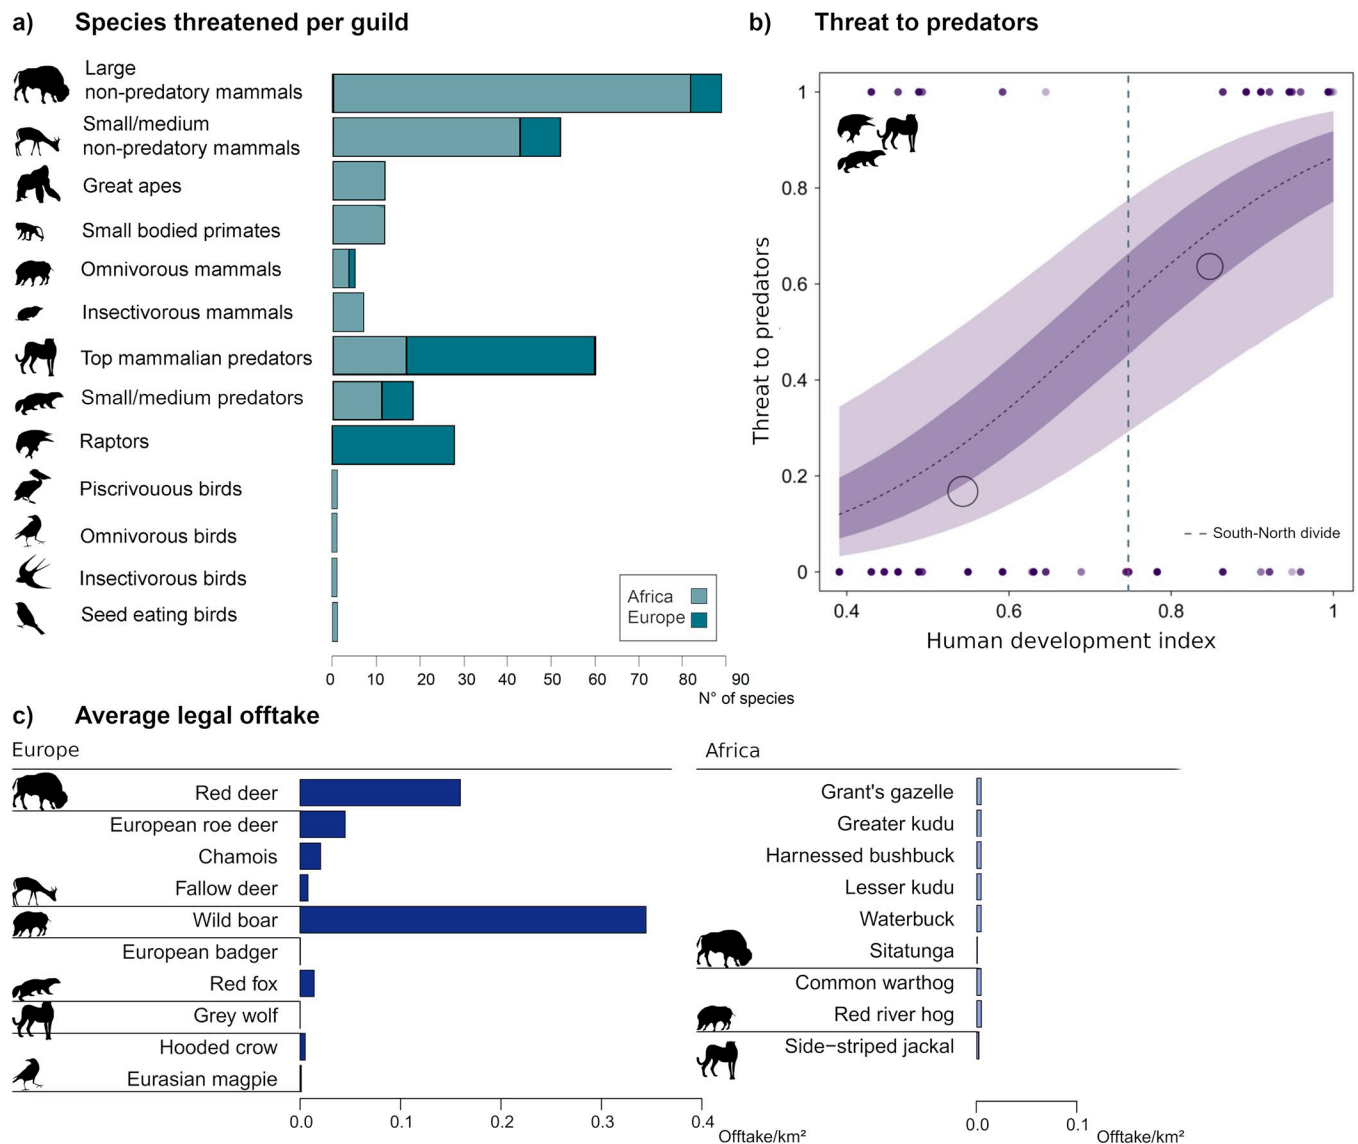 a) Species threatened per guild
Large
non-predatory mammals
Small/medium
non-predatory mammals
Great apes
Small bodied primates
Omnivorous mammals
Insectivorous mammals
Top mammalian predators
Small/medium predators
Raptors
Piscrivouous birds
Omnivorous birds
Insectivorous birds
Seed eating birds
Africa
Europe
0 10 20 30 40 50 60 70 80 90
N° of species
b) Threat to predators
Threat to predators
1
0.8
0.6
0.4
0.2
0
South-North divide
0.4 0.6 0.8 1
Human development index
c) Average legal offtake
Europe
Red deer
European roe deer
Chamois
Fallow deer
Wild boar
European badger
Red fox
Grey wolf
Hooded crow
Eurasian magpie
0.0 0.1 0.2 0.3 0.4
Offtake/km²
Africa
Grant's gazelle
Greater kudu
Harnessed bushbuck
Lesser kudu
Waterbuck
Sitatunga
Common warthog
Red river hog
Side−striped jackal
0.0 0.1
Offtake/km²